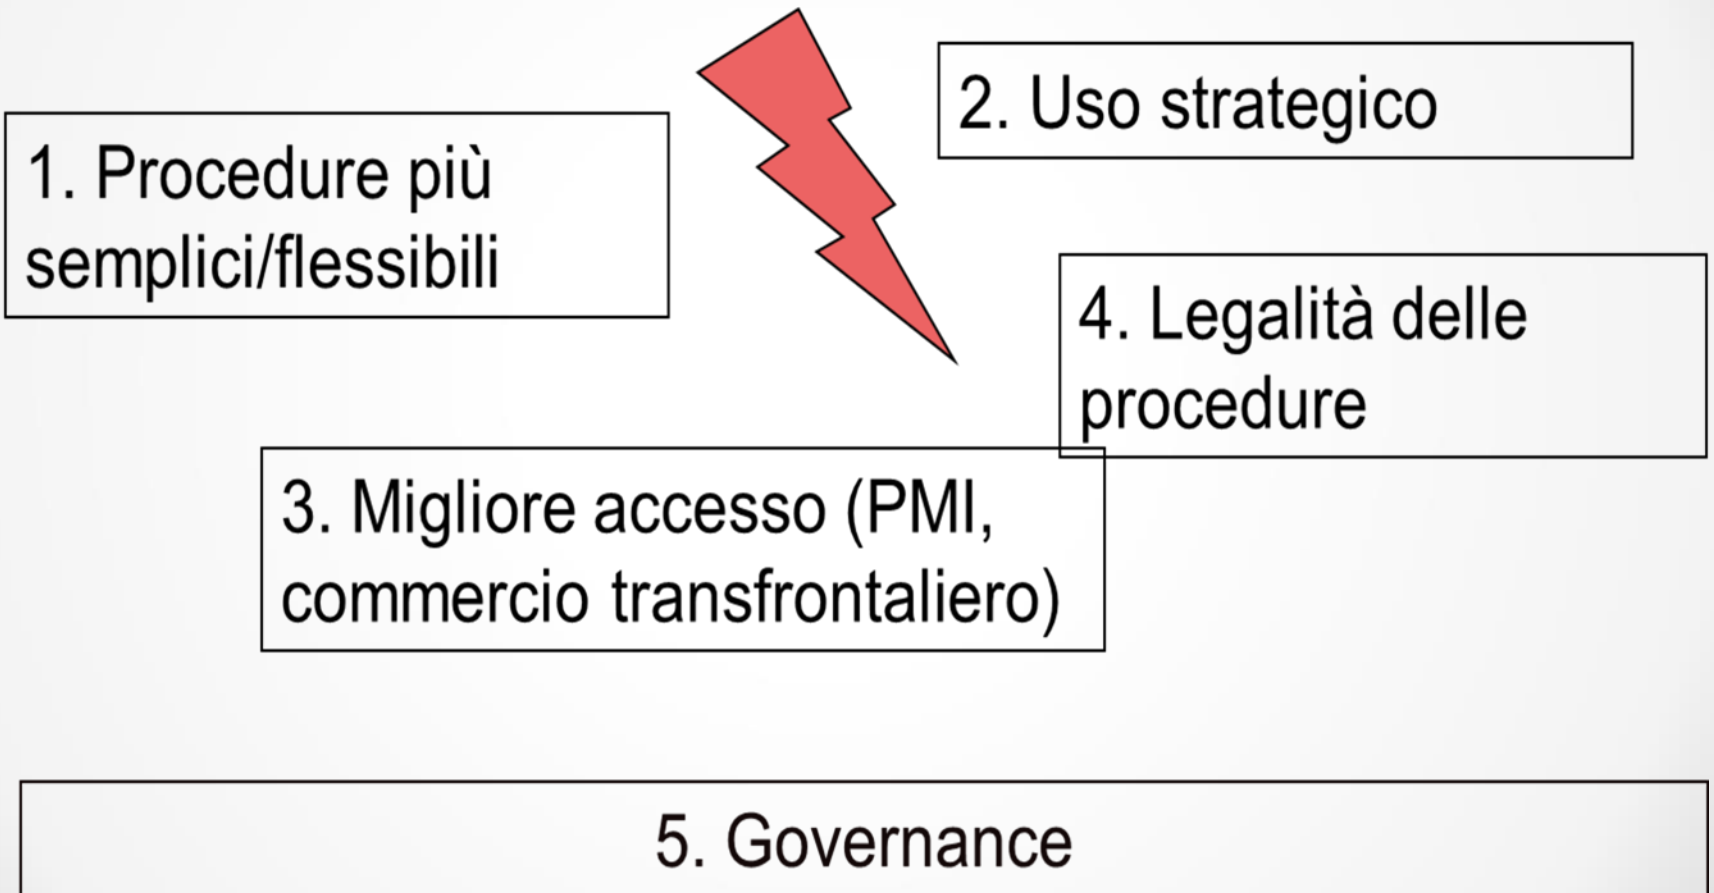 1. Procedure più
semplici/flessibili
2. Uso strategico
3. Migliore accesso (PMI,
commercio transfrontaliero)
4. Legalità delle
procedure
5. Governance